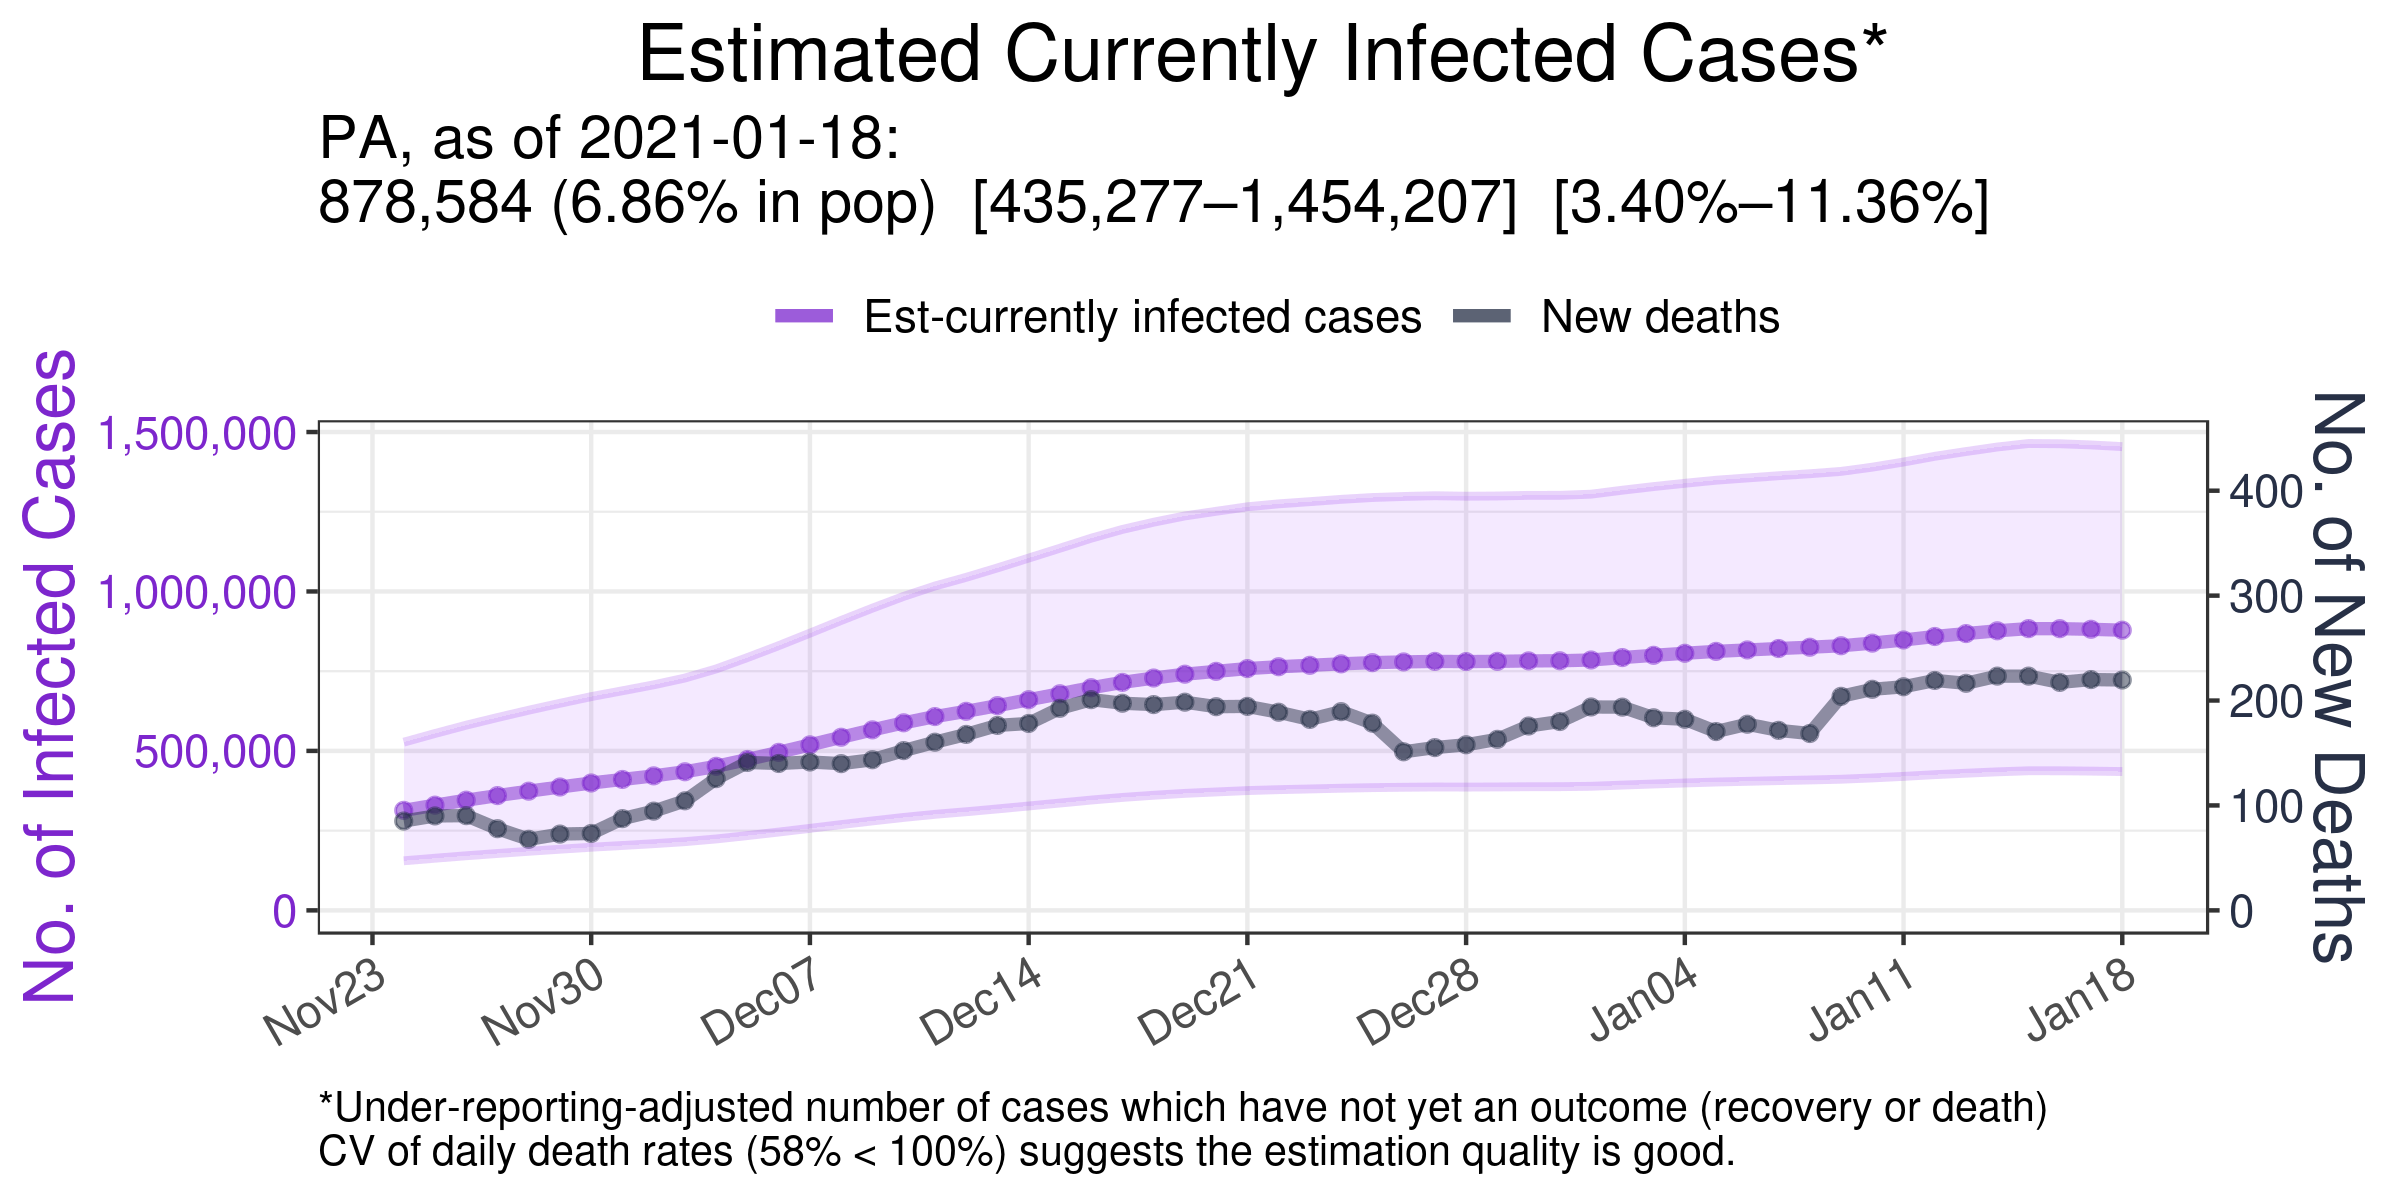 Estimated Currently Infected Cases*
PA, as of 2021-01-18:
878,584 (6.86% in pop)  [435,277–1,454,207]  [3.40%–11.36%]
Est-currently infected cases
New deaths
No. of Infected Cases
1,500,000
1,000,000
500,000
0
No. of New Deaths
400
300
200
100
0
Nov23
Nov30
Dec07
Dec14
Dec21
Dec28
Jan04
Jan11
Jan18
*Under-reporting-adjusted number of cases which have not yet an outcome (recovery or death)
CV of daily death rates (58% < 100%) suggests the estimation quality is good.